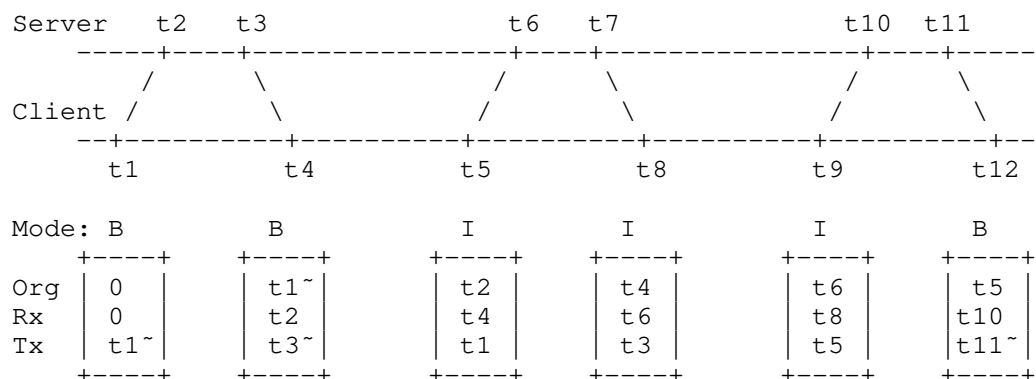 Server t2 t3 t6 t7 t10 t11
-----+----+----------------+----+----------------+----+-----
/ \ / \ / \
Client / \ / \ / \
--+----------+----------+----------+----------+----------+--
t1 t4 t5 t8 t9 t12
Mode: B B I I I B
+----+ +----+ +----+ +----+ +----+ +----+
Org | 0 | | t1~ | | t2 | | t4 | | t6 | | t5 |
Rx | 0 | | t2 | | t4 | | t6 | | t8 | |t10 |
Tx | t1~ | | t3~ | | t1 | | t3 | | t5 | |t11~ |
+----+ +----+ +----+ +----+ +----+ +----+